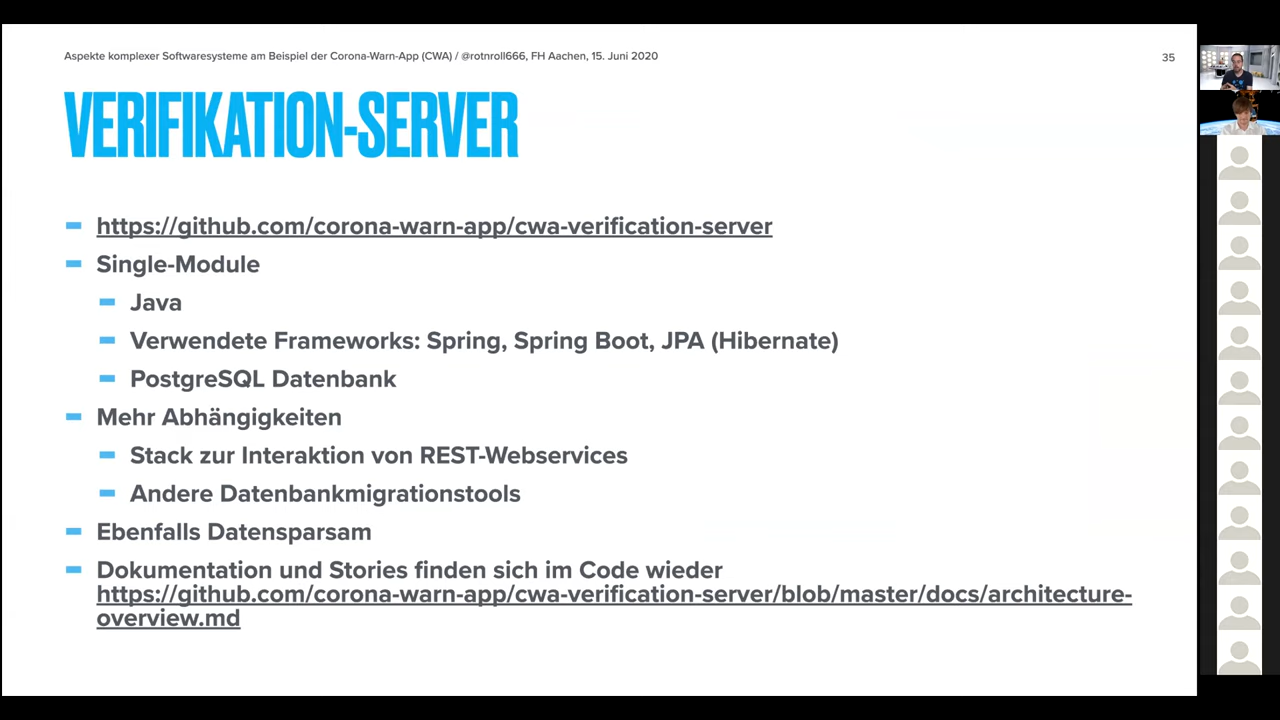 Aspekte komplexer Softwaresysteme am Beispiel der Corona-Warn-App (CWA) / @rotnroll666, FH Aachen, 15. Juni 2020
35
VERIFIKATION-SERVER
https://github.com/corona-warn-app/cwa-verification-server
Single-Module
Java
Verwendete Frameworks: Spring, Spring Boot, JPA (Hibernate)
PostgreSQL Datenbank
Mehr Abhängigkeiten
Stack zur Interaktion von REST-Webservices
Andere Datenbankmigrationstools
Ebenfalls Datensparsam
Dokumentation und Stories finden sich im Code wieder
https://github.com/corona-warn-app/cwa-verification-server/blob/master/docs/architecture-
overview.md